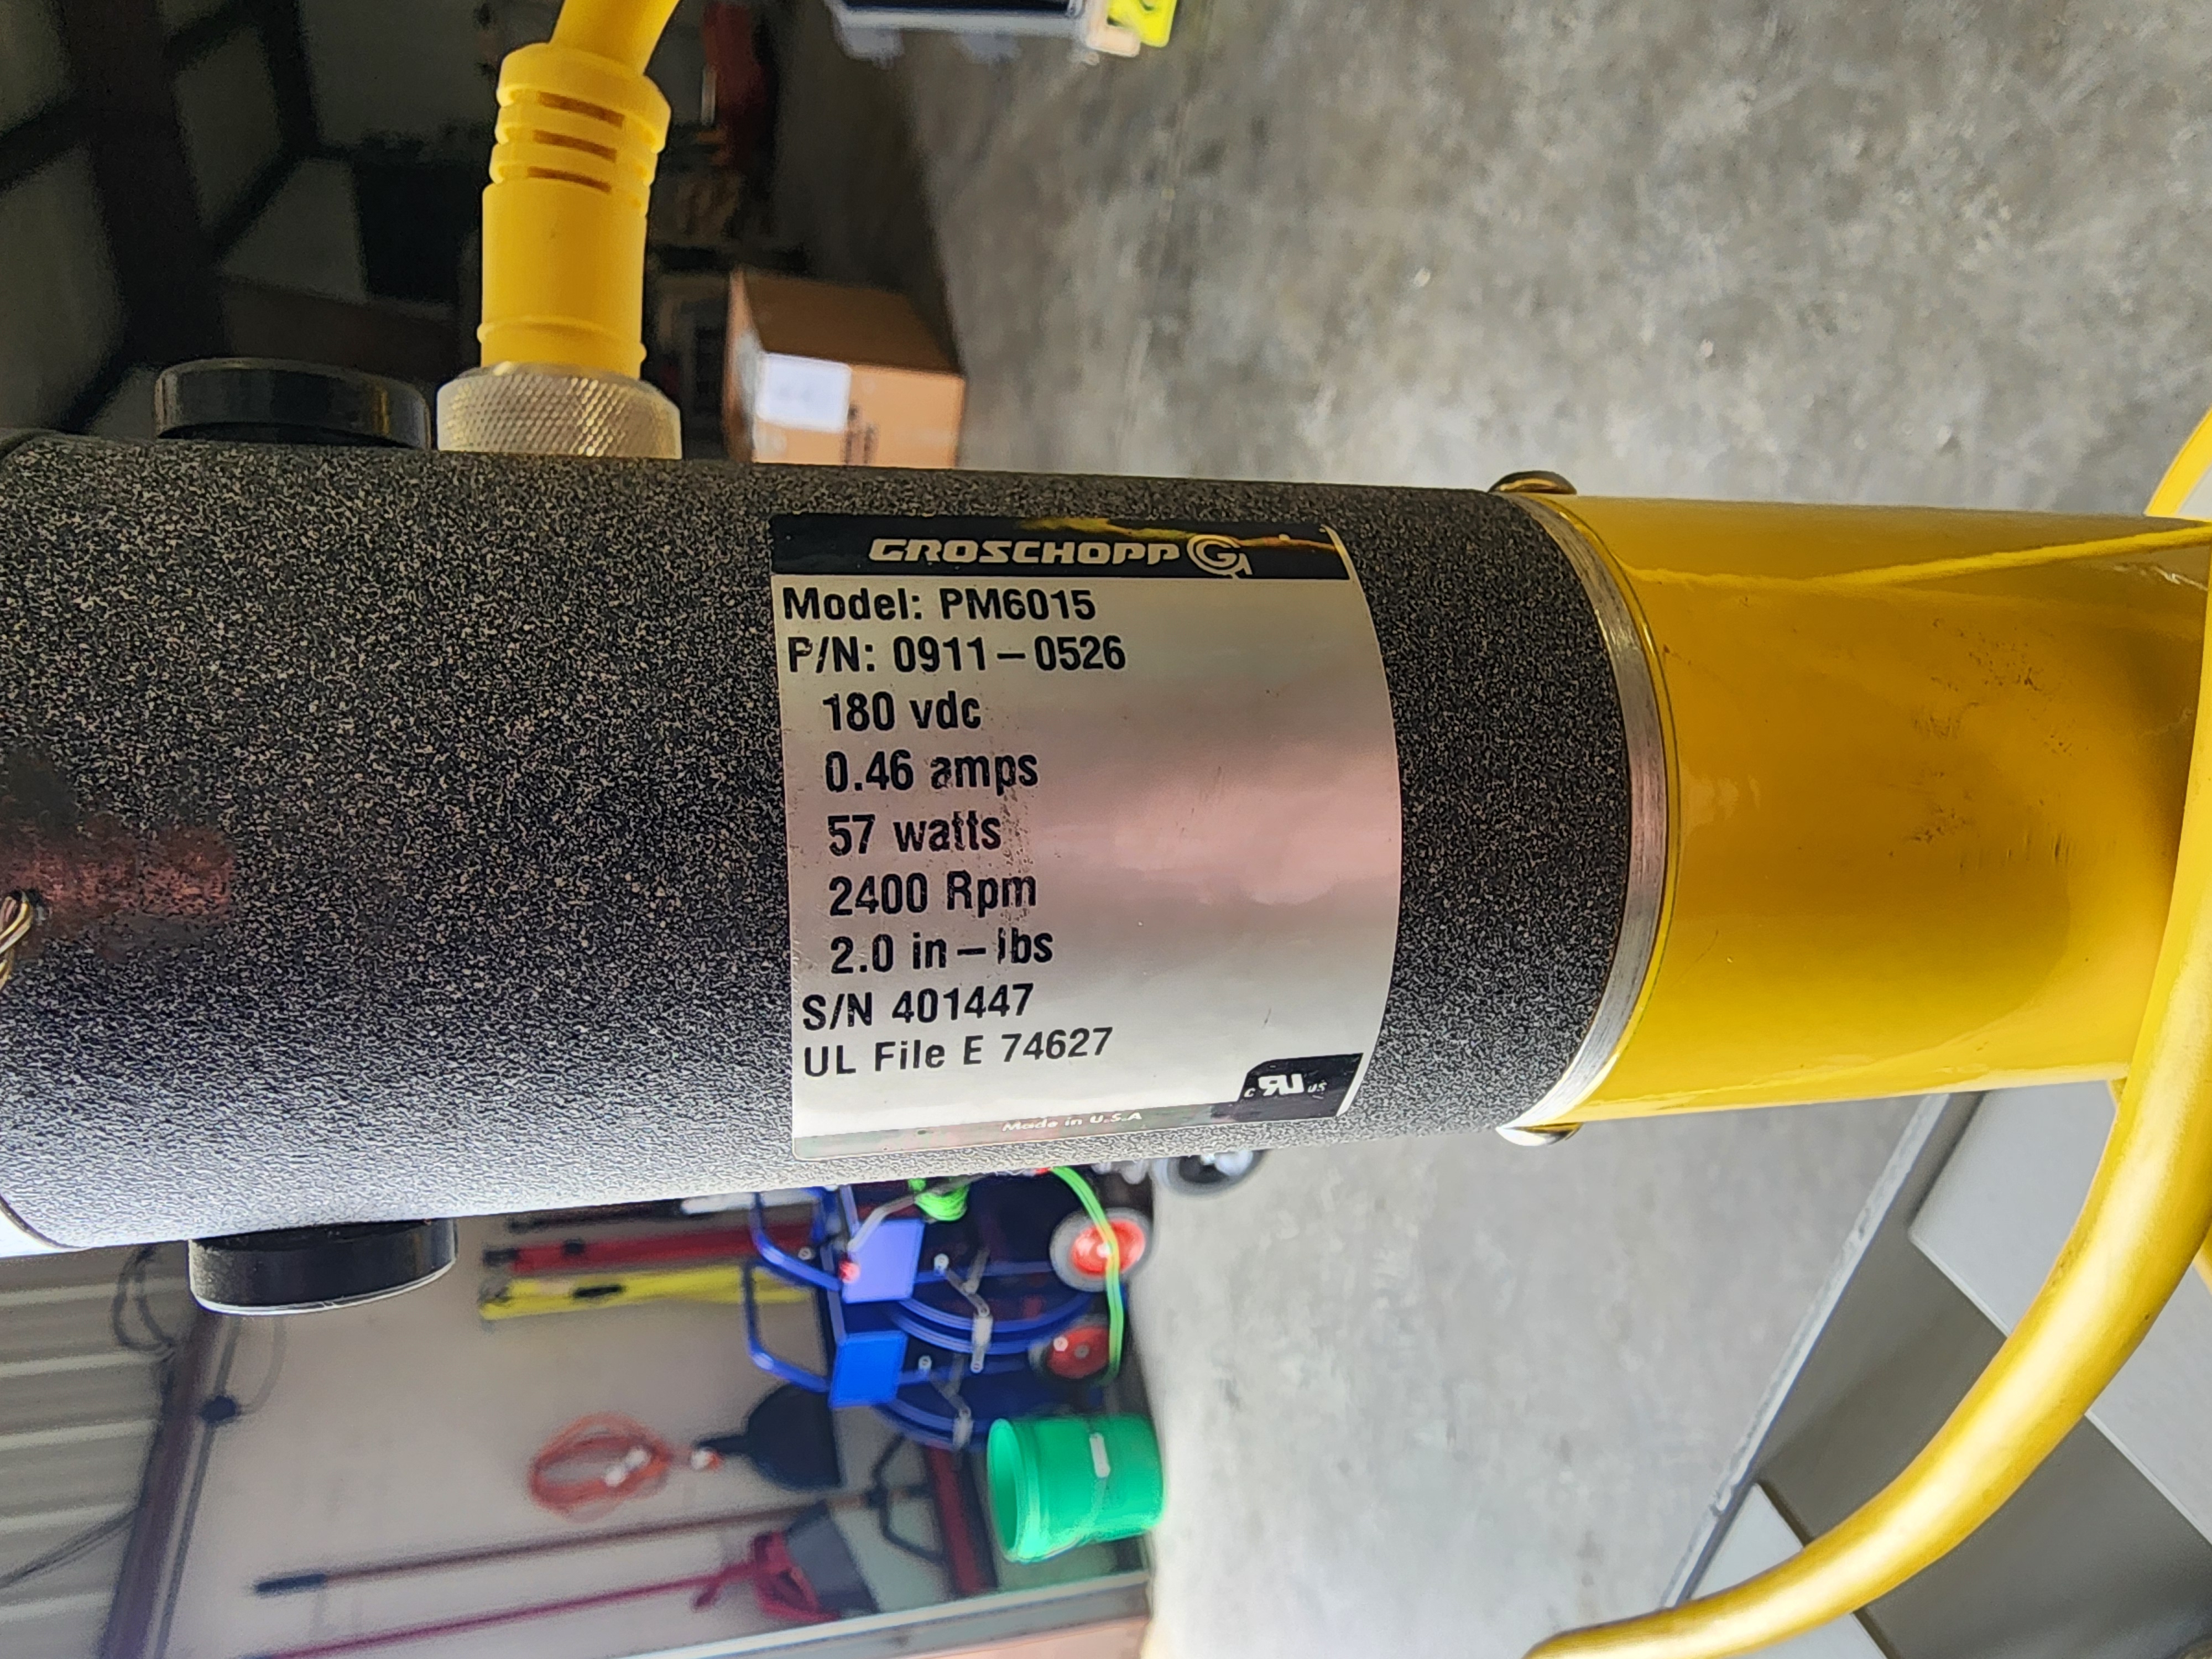 GROSCHOPP
Model: PM6015
P/N: 0911-0526
180 vdc
0.46 amps
57 watts
2400 Rpm
2.0 in-lbs
S/N 401447
UL File E 74627
c RU us
Made in U.S.A